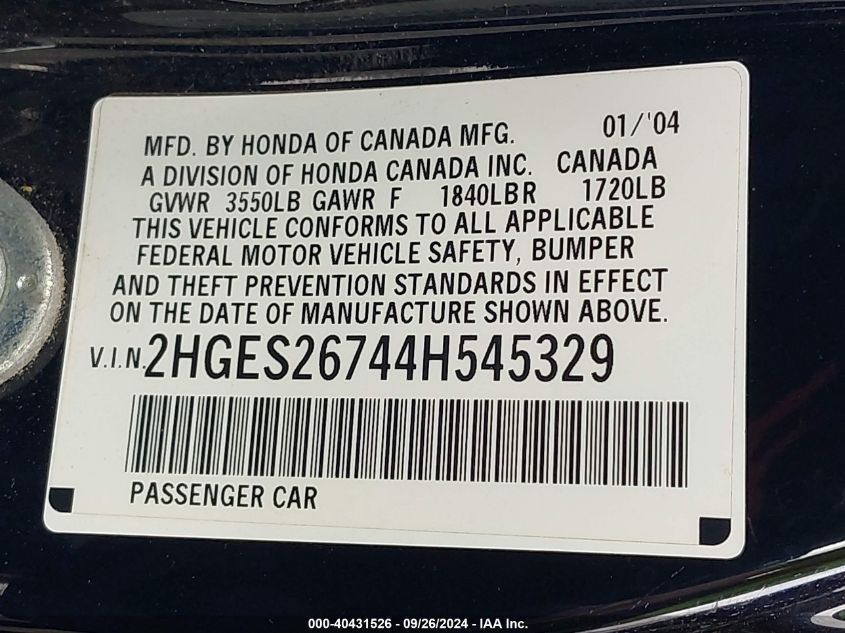 MFD. BY HONDA OF CANADA MFG. 01/'04
A DIVISION OF HONDA CANADA INC. CANADA
GVWR 3550LB GAWR F 1840LBR 1720LB
THIS VEHICLE CONFORMS TO ALL APPLICABLE
FEDERAL MOTOR VEHICLE SAFETY, BUMPER
AND THEFT PREVENTION STANDARDS IN EFFECT
ON THE DATE OF MANUFACTURE SHOWN ABOVE.
V.I.N. 2HGES26744H545329
PASSENGER CAR
000-40431526 - 09/26/2024 - IAA Inc.